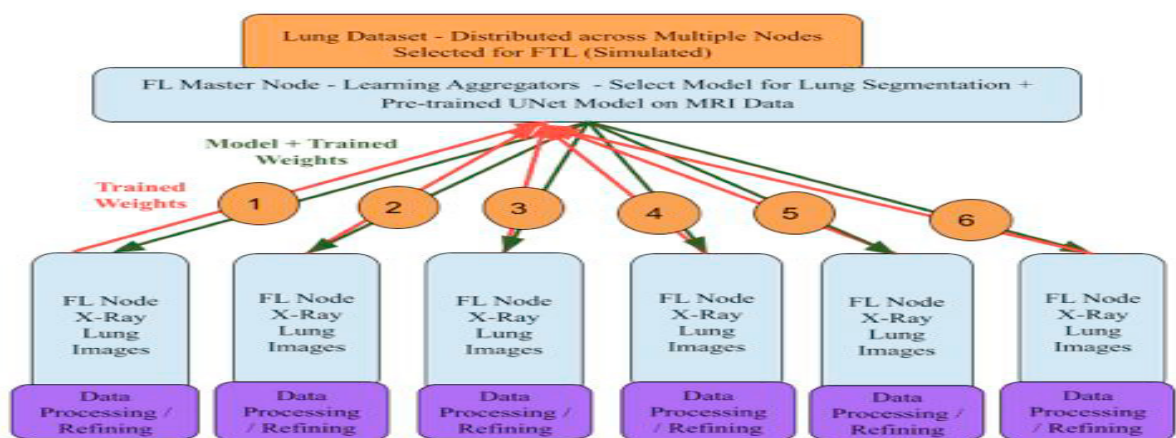 Lung Dataset - Distributed across Multiple Nodes
Selected for FTL (Simulated)
FL Master Node - Learning Aggregators - Select Model for Lung Segmentation +
Pre-trained UNet Model on MRI Data
Model + Trained
Weights
Trained
Weights
1
2
3
4
5
6
FL Node
X-Ray
Lung
Images
FL Node
X-Ray
Lung
Images
FL Node
X-Ray
Lung
Images
FL Node
X-Ray
Lung
Images
FL Node
X-Ray
Lung
Images
FL Node
X-Ray
Lung
Images
Data
Processing /
Refining
Data
Processing
/ Refining
Data
Processing /
Refining
Data
Processing
/ Refining
Data
Processing /
Refining
Data
Processing /
Refining